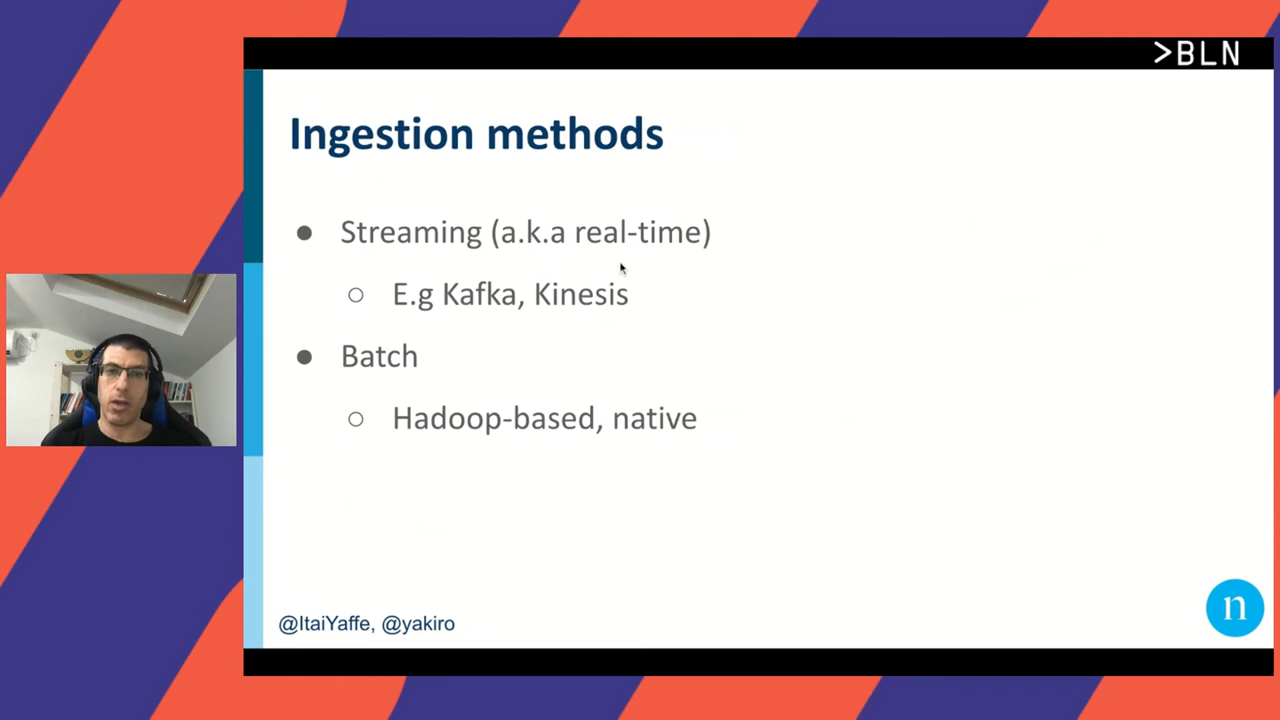 >BLN
Ingestion methods
● Streaming (a.k.a real-time)
○ E.g Kafka, Kinesis
● Batch
○ Hadoop-based, native
@ItaiYaffe, @yakiro
n